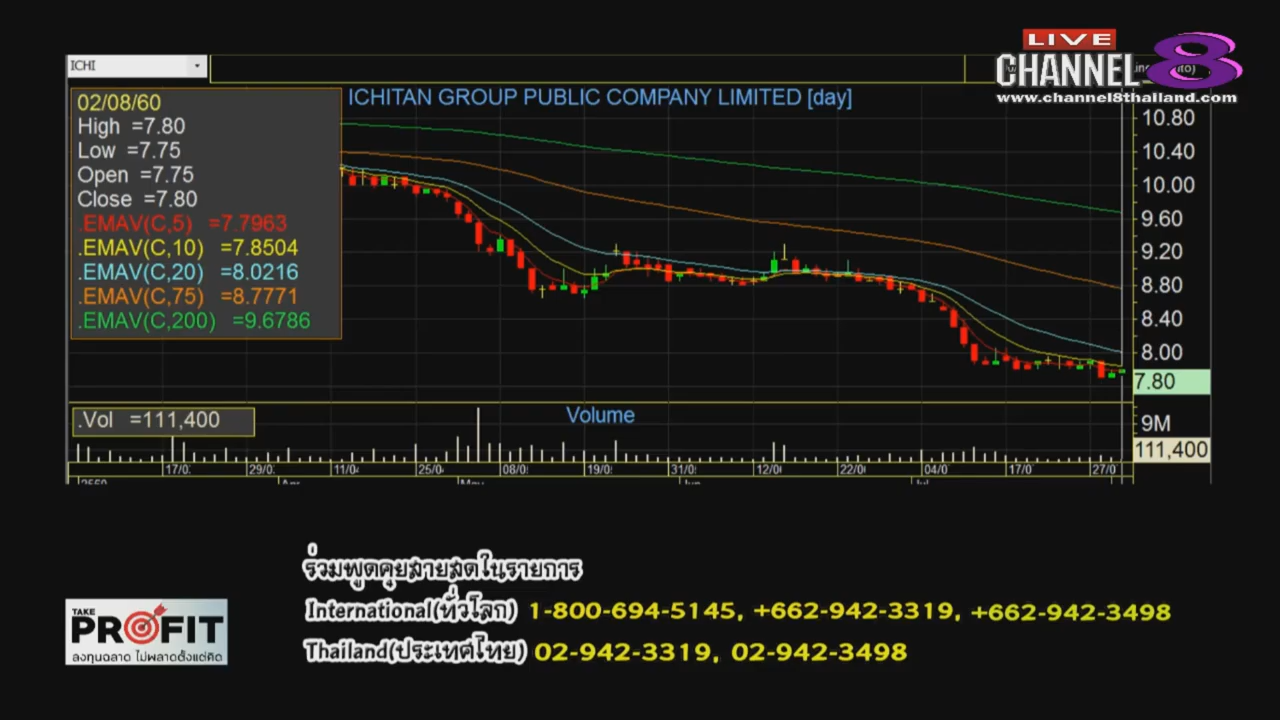 LIVE
CHANNEL 8
www.channel8thailand.com
ICHI
ICHITAN GROUP PUBLIC COMPANY LIMITED [day]
02/08/60
High =7.80
Low =7.75
Open =7.75
Close =7.80
.EMAV(C,5) =7.7963
.EMAV(C,10) =7.8504
.EMAV(C,20) =8.0216
.EMAV(C,75) =8.7771
.EMAV(C,200) =9.6786
10.80
10.40
10.00
9.60
9.20
8.80
8.40
8.00
7.80
.Vol =111,400
Volume
9M
111,400
17/0 29/0 11/0 25/0 08/0 19/0 31/0 12/0 22/0 04/0 17/0 27/0
2560 Apr May Jun Jul
ร่วมพูดคุยสายสดในรายการ
International(ทั่วโลก) 1-800-694-5145, +662-942-3319, +662-942-3498
Thailand(ประเทศไทย) 02-942-3319, 02-942-3498
TAKE
PROFIT
ลงทุนฉลาด ไม่พลาดตั้งแต่คิด